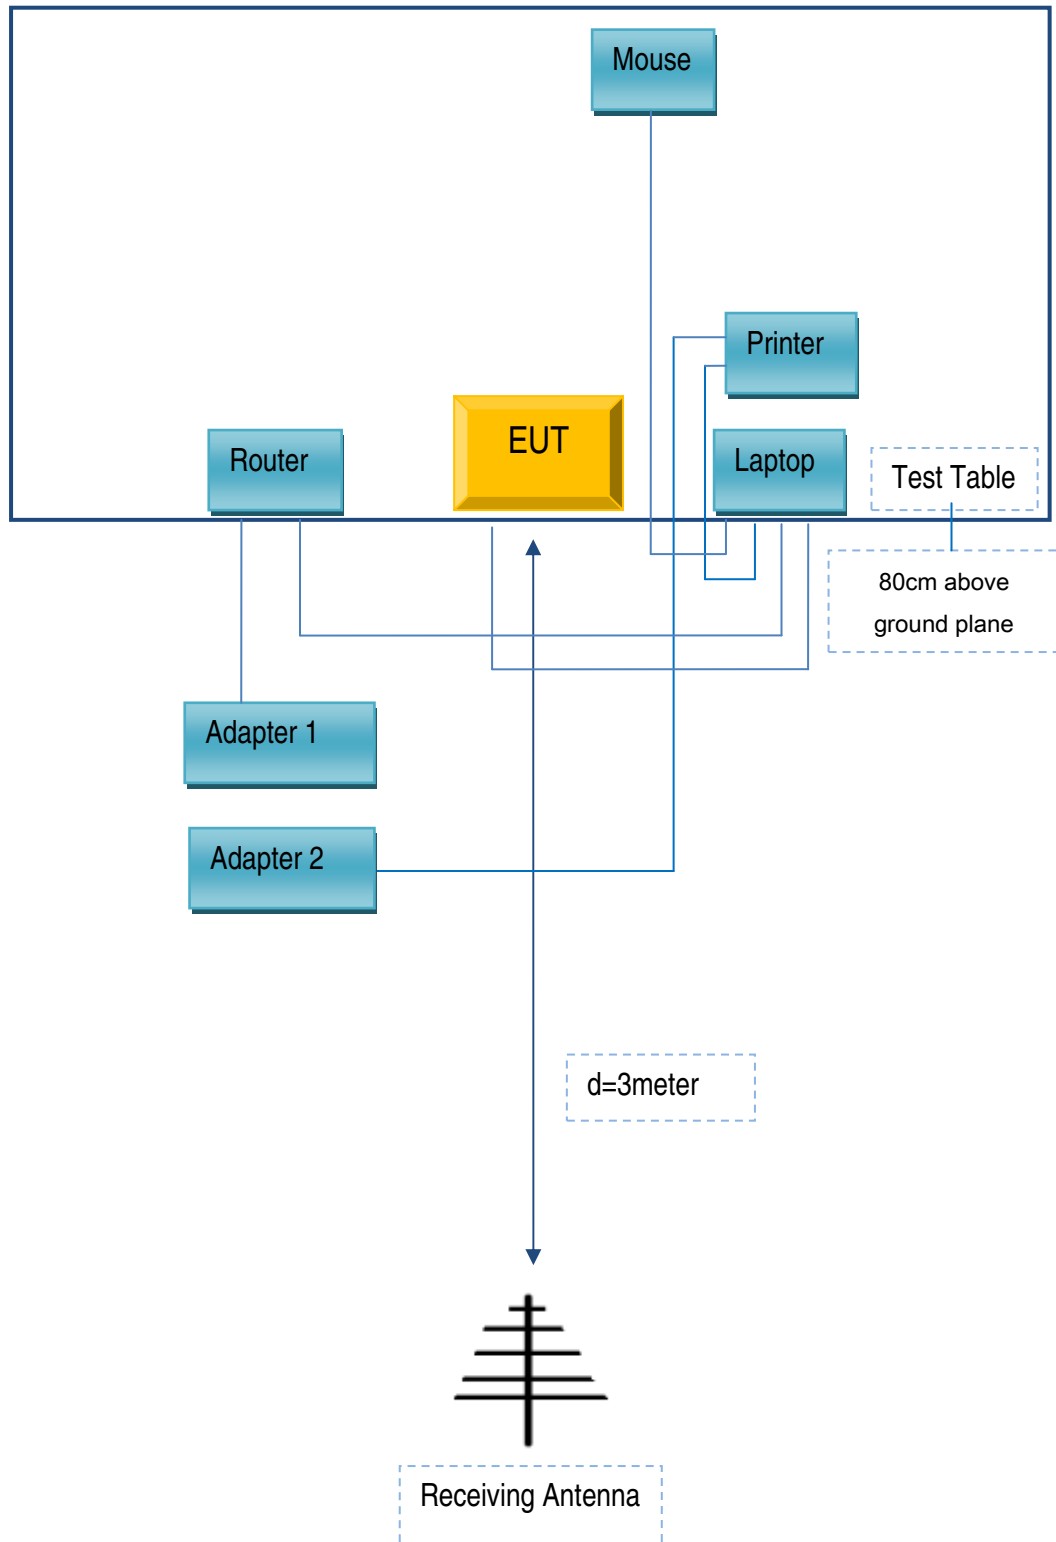 Mouse
Printer
EUT
Router
Laptop
Test Table
80cm above
ground plane
Adapter 1
Adapter 2
d=3meter
Receiving Antenna